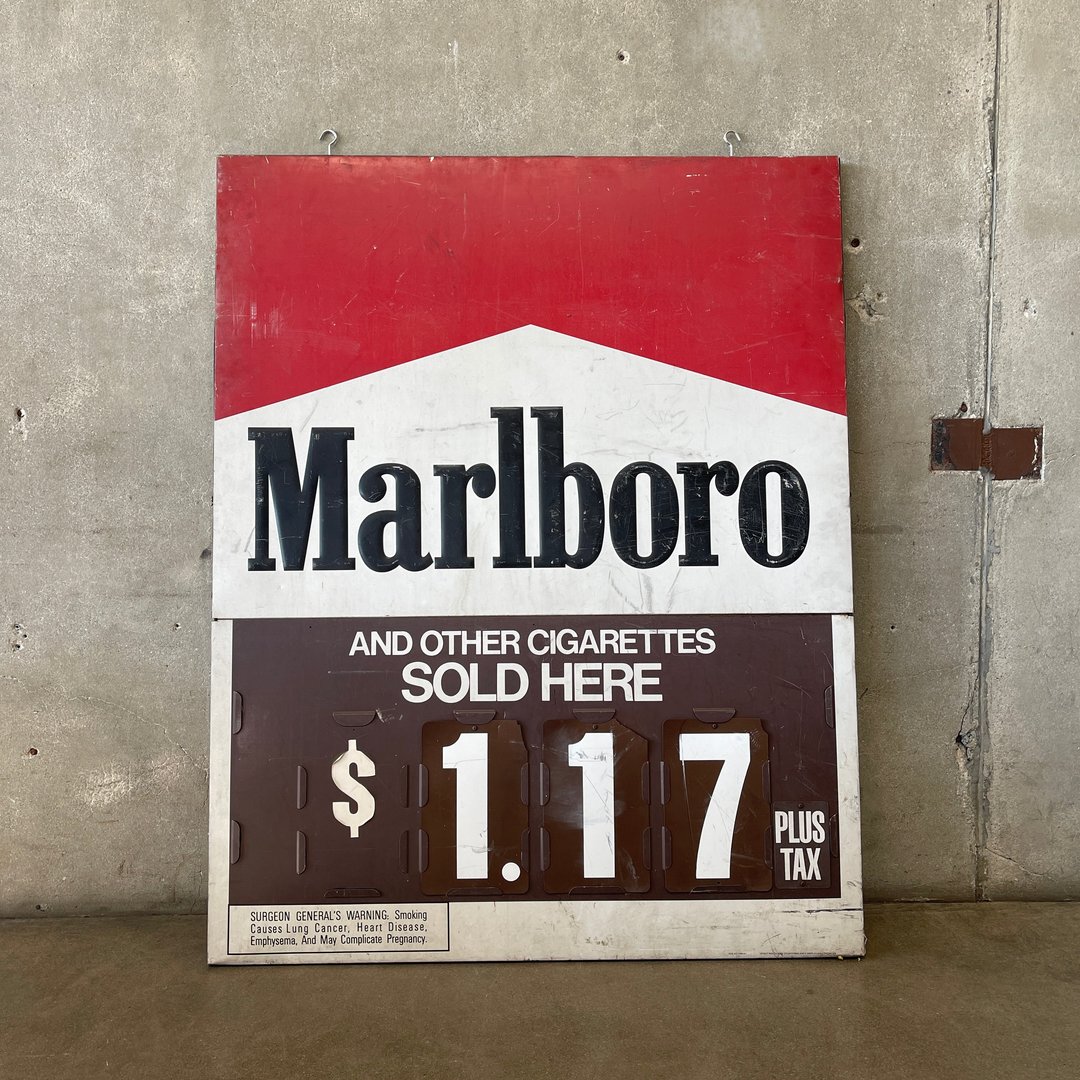 Marlboro
AND OTHER CIGARETTES
SOLD HERE
$ 1.17
PLUS
TAX
SURGEON GENERAL'S WARNING: Smoking
Causes Lung Cancer, Heart Disease,
Emphysema, And May Complicate Pregnancy.